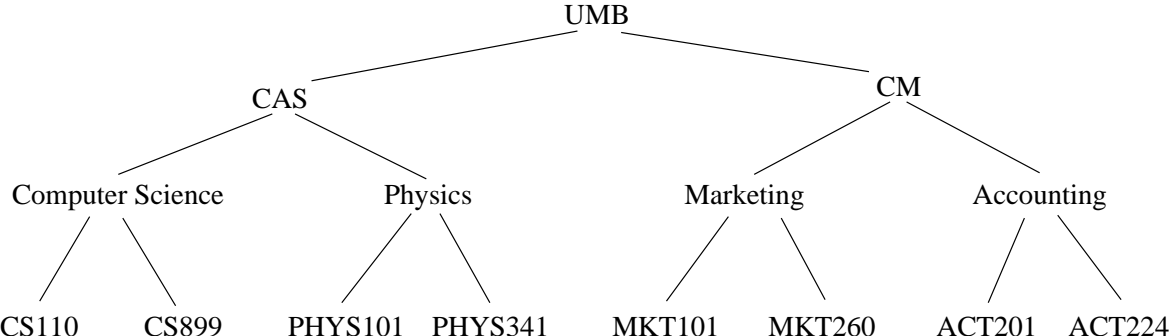 UMB
CAS CM
Computer Science Physics Marketing Accounting
CS110 CS899 PHYS101 PHYS341 MKT101 MKT260 ACT201 ACT224